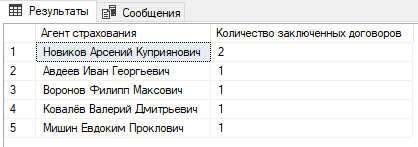 Результаты Сообщения
Агент страхования Количество заключенных договоров
1 Новиков Арсений Куприянович 2
2 Авдеев Иван Георгьевич 1
3 Воронов Филипп Максович 1
4 Ковалёв Валерий Дмитрьевич 1
5 Мишин Евдоким Проклович 1